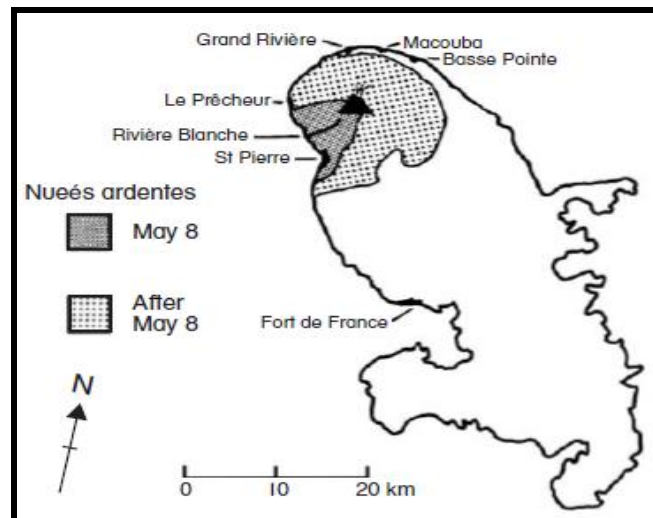 Grand Rivière
Macouba
Basse Pointe
Le Prêcheur
Rivière Blanche
St Pierre
Nueés ardentes
May 8
After
May 8
Fort de France
N
0 10 20 km